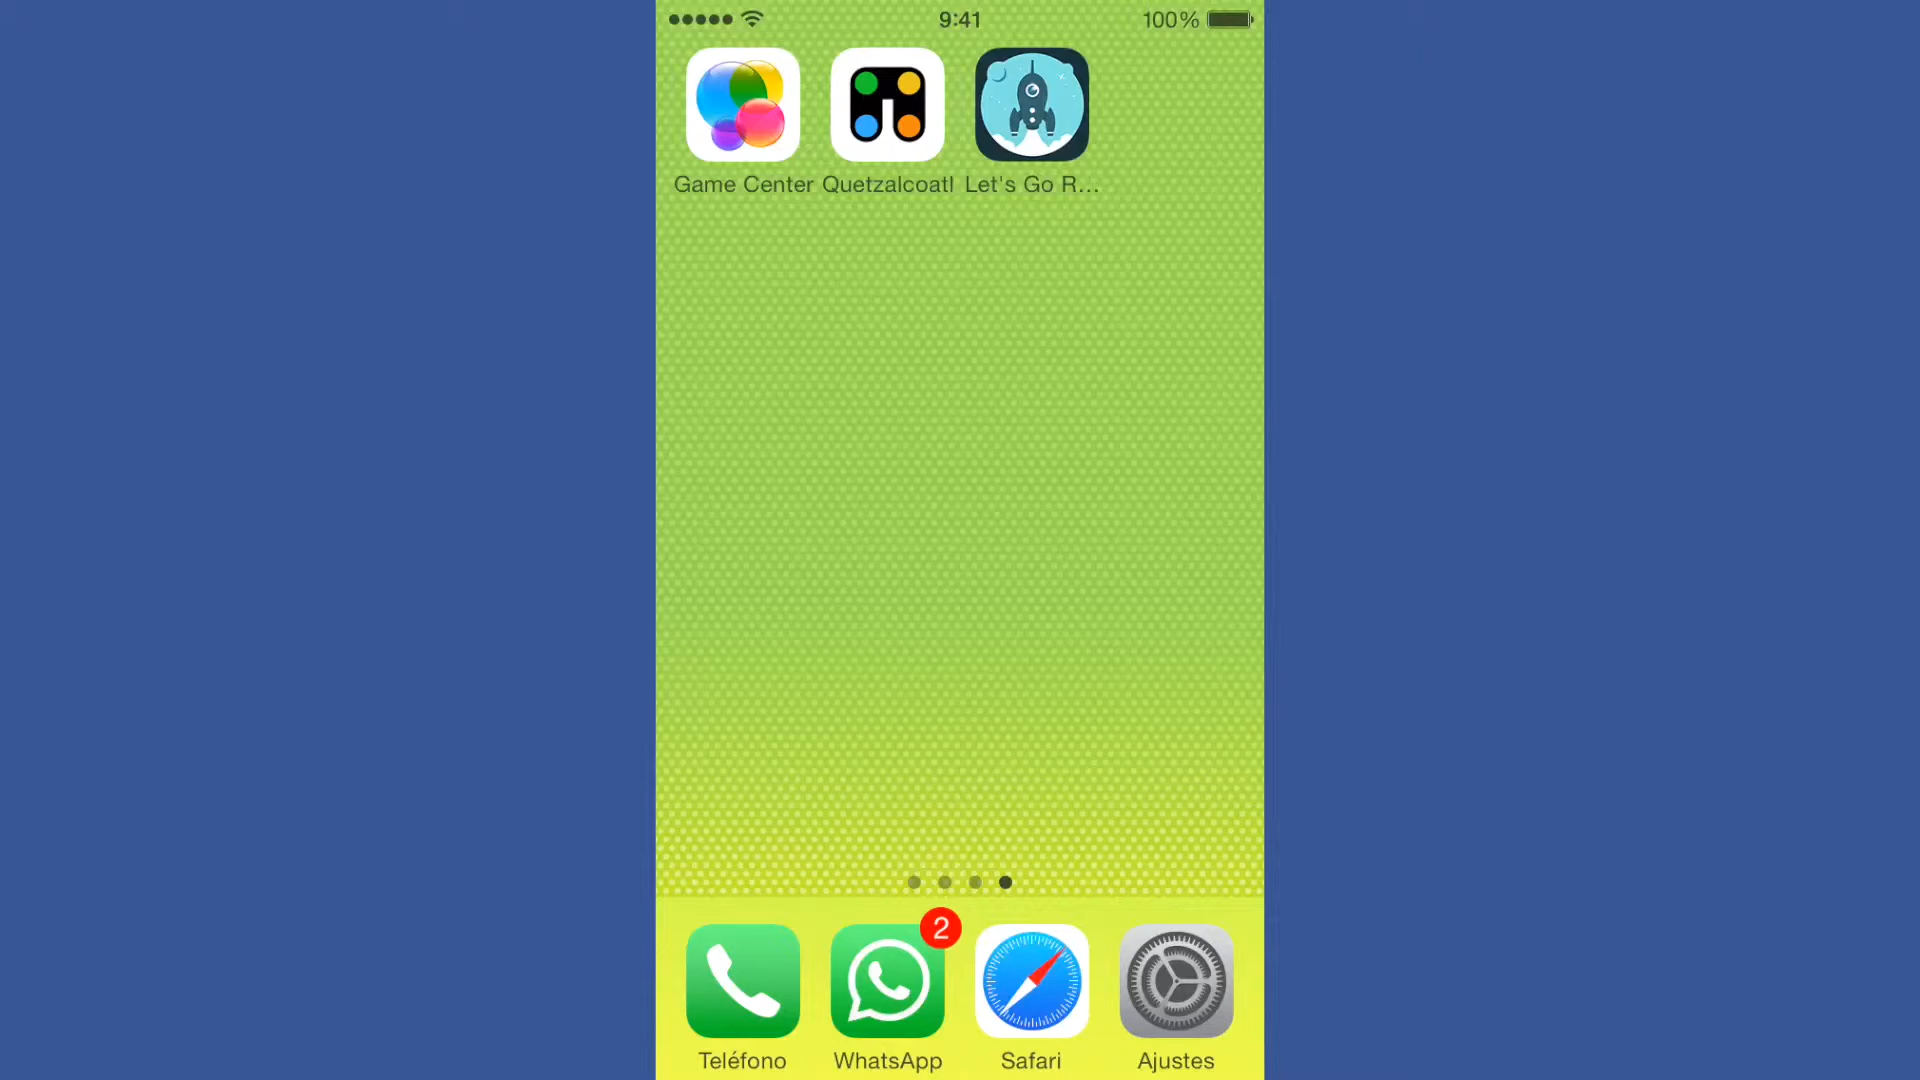 9:41 100%
Game Center Quetzalcoatl Let's Go R...
2
Teléfono WhatsApp Safari Ajustes